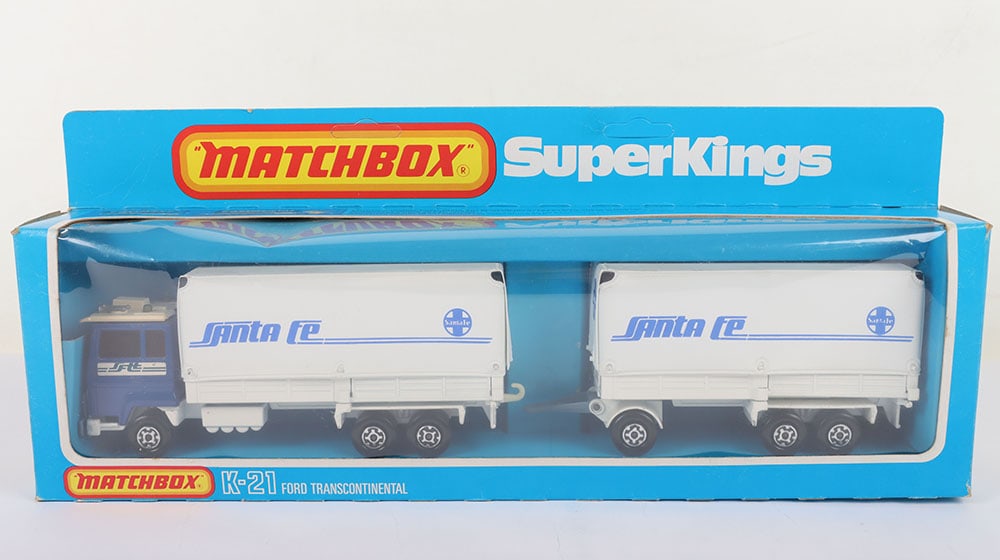 "MATCHBOX"®
SuperKings
Santa Fe
Santa Fe
Santa Fe
Santa Fe
"MATCHBOX"®
K-21 FORD TRANSCONTINENTAL